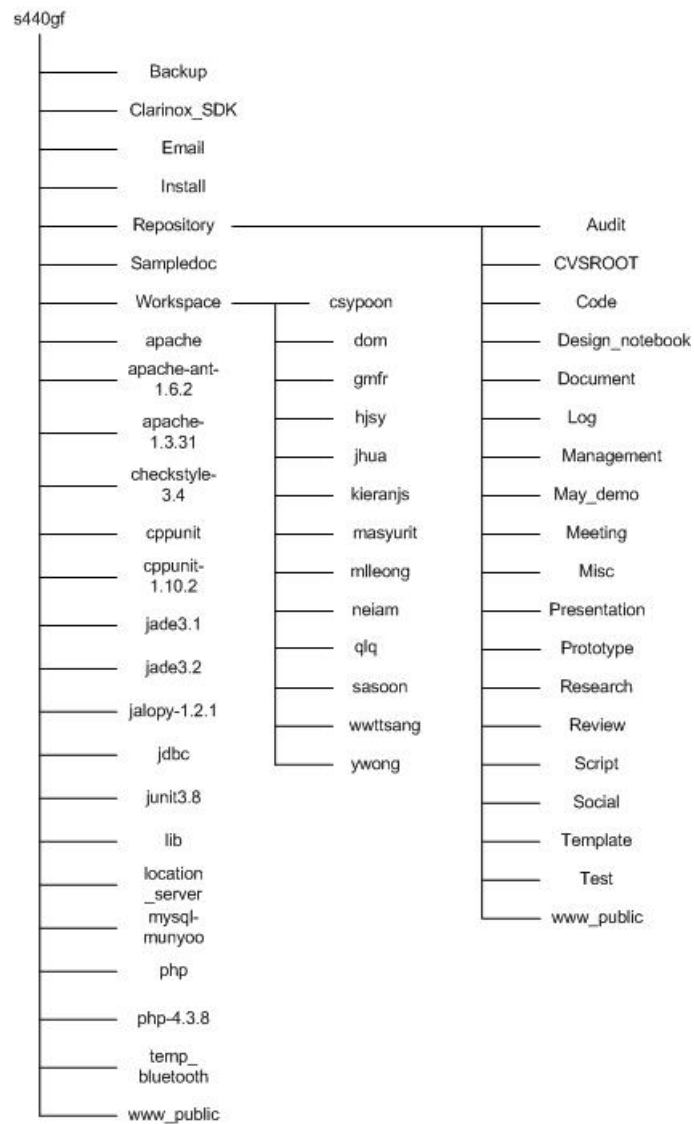 s440gf
Backup
Clarinox_SDK
Email
Install
Repository
Sampledoc
Workspace
apache
apache-ant-
1.6.2
apache-
1.3.31
checkstyle-
3.4
cppunit
cppunit-
1.10.2
jade3.1
jade3.2
jalopy-1.2.1
jdbc
junit3.8
lib
location
_server
mysql-
munyoo
php
php-4.3.8
temp_
bluetooth
www_public
csypoon
dom
gmfr
hjsy
jhua
kieranjs
masyurit
mlleong
neiam
qlq
sasoon
wwttsang
ywong
Audit
CVSROOT
Code
Design_notebook
Document
Log
Management
May_demo
Meeting
Misc
Presentation
Prototype
Research
Review
Script
Social
Template
Test
www_public